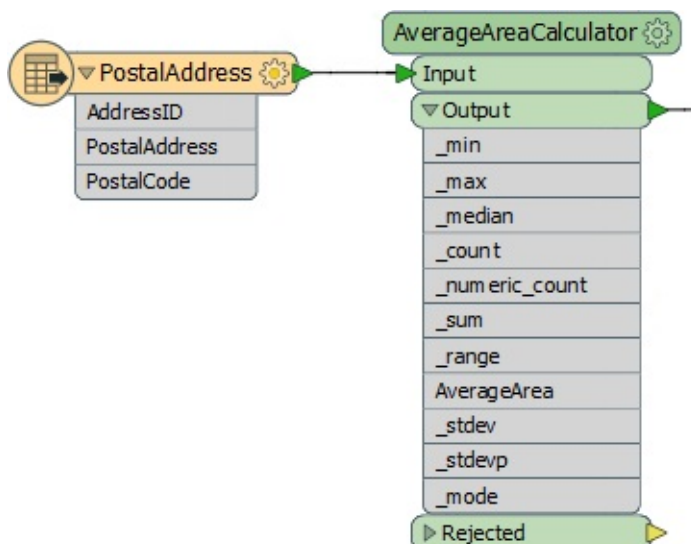 PostalAddress
AddressID
PostalAddress
PostalCode
AverageAreaCalculator
Input
Output
_min
_max
_median
_count
_numeric_count
_sum
_range
AverageArea
_stdev
_stdevp
_mode
Rejected